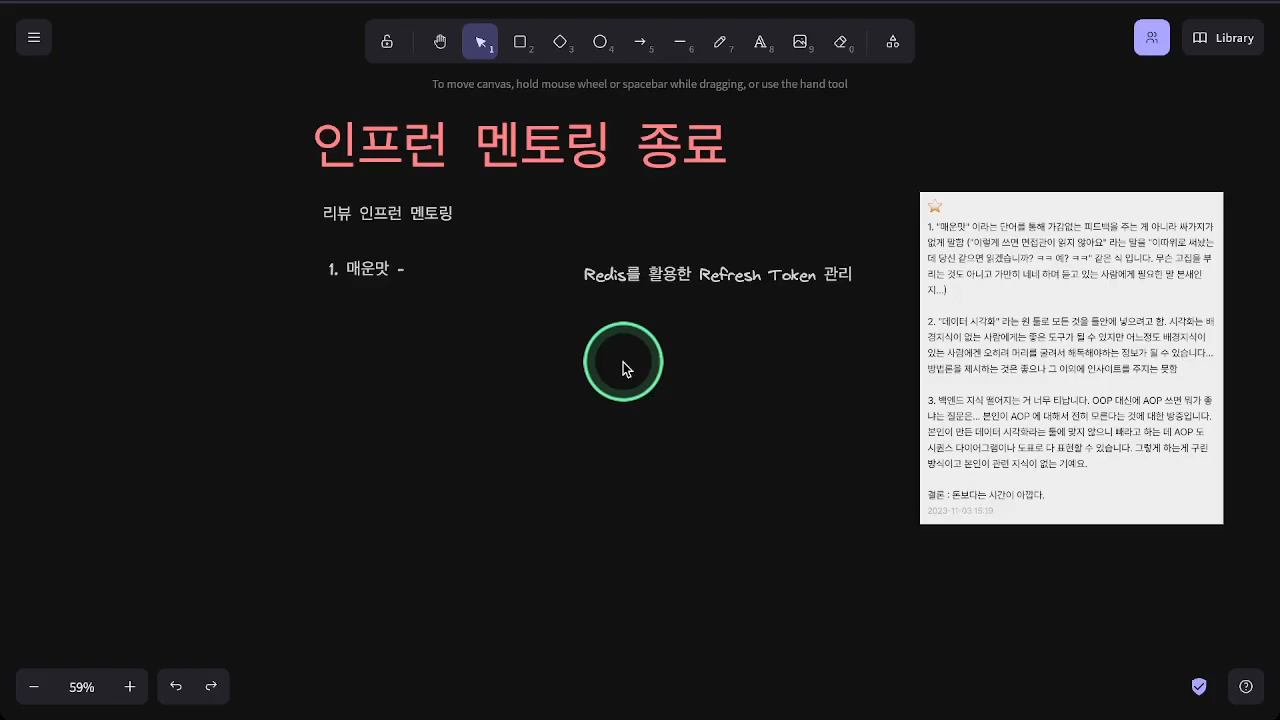 1
2
3
4
5
6
7
8
9
0
Library
To move canvas, hold mouse wheel or spacebar while dragging, or use the hand tool
인프런 멘토링 종료
리뷰 인프런 멘토링
1. 매운맛 -
Redis를 활용한 Refresh Token 관리
1. "매운맛" 이라는 단어를 통해 가감없는 피드백을 주는 게 아니라 싸가지가
없게 말함 ("이렇게 쓰면 면접관이 읽지 않아요" 라는 말을 "이따위로 써놨는
데 당신 같으면 읽겠습니까? ㅋㅋ 예? ㅋㅋ" 같은 식 입니다. 무슨 고집을 부
리는 것도 아니고 가만히 네네 하며 듣고 있는 사람에게 필요한 말 본새인
지...)
2. "데이터 시각화" 라는 원 툴로 모든 것을 틀안에 넣으려고 함. 시각화는 배
경지식이 없는 사람에게는 좋은 도구가 될 수 있지만 어느정도 배경지식이
있는 사람에겐 오히려 머리를 굴려서 해독해야하는 정보가 될 수 있습니다...
방법론을 제시하는 것은 좋으나 그 이외에 인사이트를 주지는 못함
3. 백엔드 지식 떨어지는 거 너무 티납니다. OOP 대신에 AOP 쓰면 뭐가 좋
냐는 질문은... 본인이 AOP 에 대해서 전혀 모른다는 것에 대한 방증입니다.
본인이 만든 데이터 시각화라는 툴에 맞지 않으니 빼라고 하는 데 AOP 도
시퀀스 다이어그램이나 도표로 다 표현할 수 있습니다. 그렇게 하는게 구린
방식이고 본인이 관련 지식이 없는 거예요.
결론 : 돈보다는 시간이 아깝다.
2023-11-03 15:19
59%